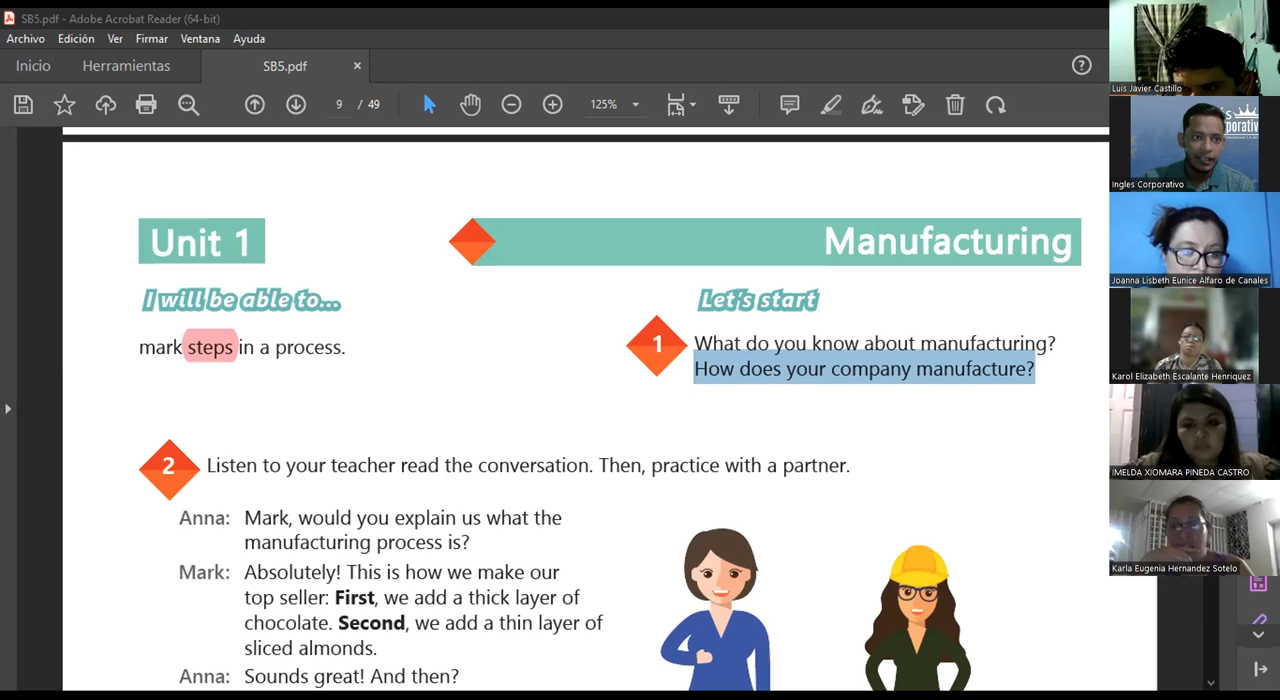 SB5.pdf - Adobe Acrobat Reader (64-bit)
Archivo Edición Ver Firmar Ventana Ayuda
Inicio Herramientas SB5.pdf ×
9 / 49 125%
Unit 1
Manufacturing
I will be able to...
mark steps in a process.
Let's start
1 What do you know about manufacturing?
How does your company manufacture?
2 Listen to your teacher read the conversation. Then, practice with a partner.
Anna: Mark, would you explain us what the
manufacturing process is?
Mark: Absolutely! This is how we make our
top seller: First, we add a thick layer of
chocolate. Second, we add a thin layer of
sliced almonds.
Anna: Sounds great! And then?
Luis Javier Castillo
Ingles Corporativo
Joanna Lisbeth Eunice Alfaro de Canales
Karol Elizabeth Escalante Henriquez
IMELDA XIOMARA PINEDA CASTRO
Karla Eugenia Hernandez Sotelo